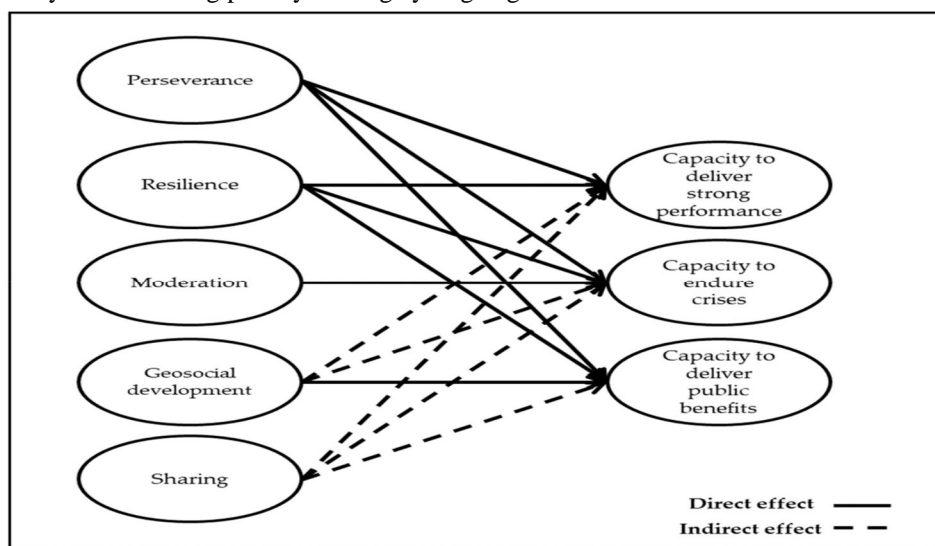 Perseverance
Resilience
Moderation
Geosocial
development
Sharing
Capacity to
deliver
strong
performance
Capacity to
endure
crises
Capacity to
deliver
public
benefits
Direct effect
Indirect effect